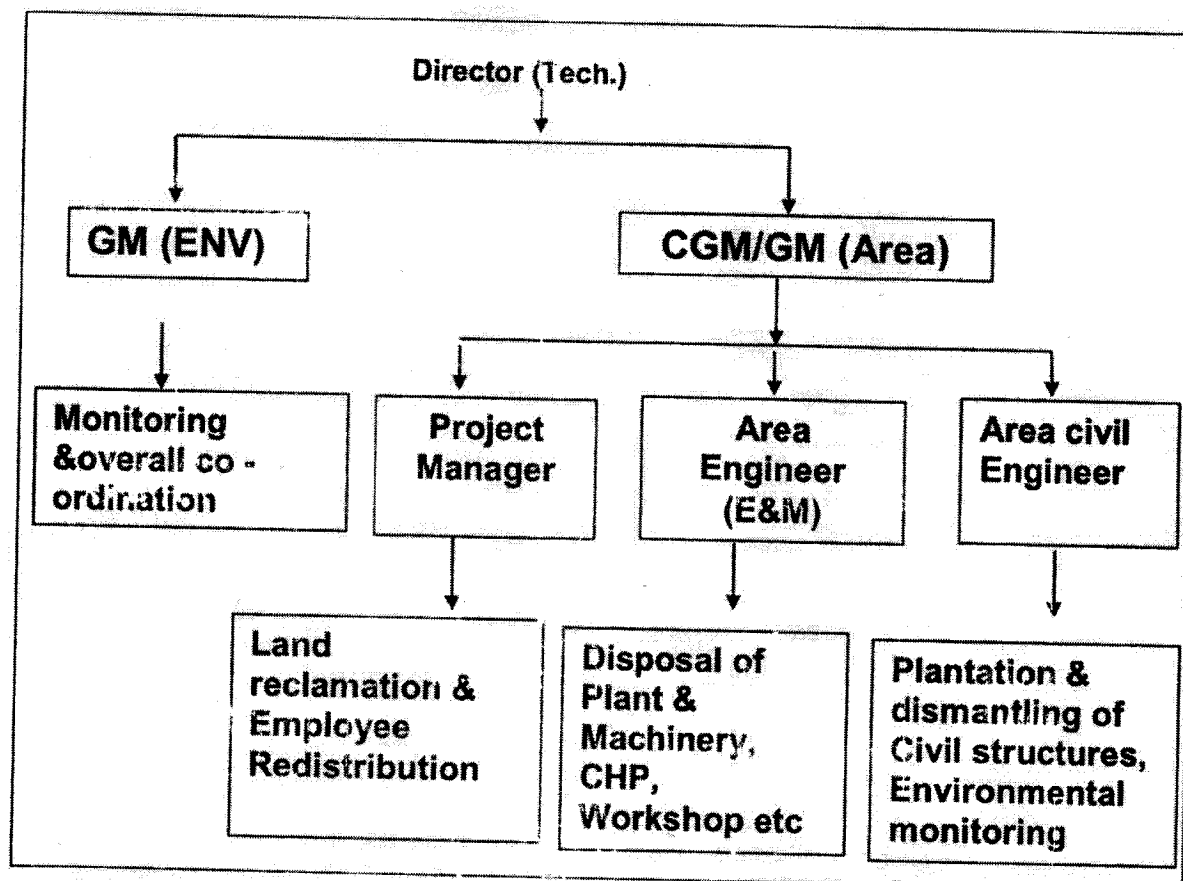 Director (Tech.)
GM (ENV)
CGM/GM (Area)
Monitoring
&overall co -
ordination
Project
Manager
Area
Engineer
(E&M)
Area civil
Engineer
Land
reclamation &
Employee
Redistribution
Disposal of
Plant &
Machinery,
CHP,
Workshop etc
Plantation &
dismantling of
Civil structures,
Environmental
monitoring